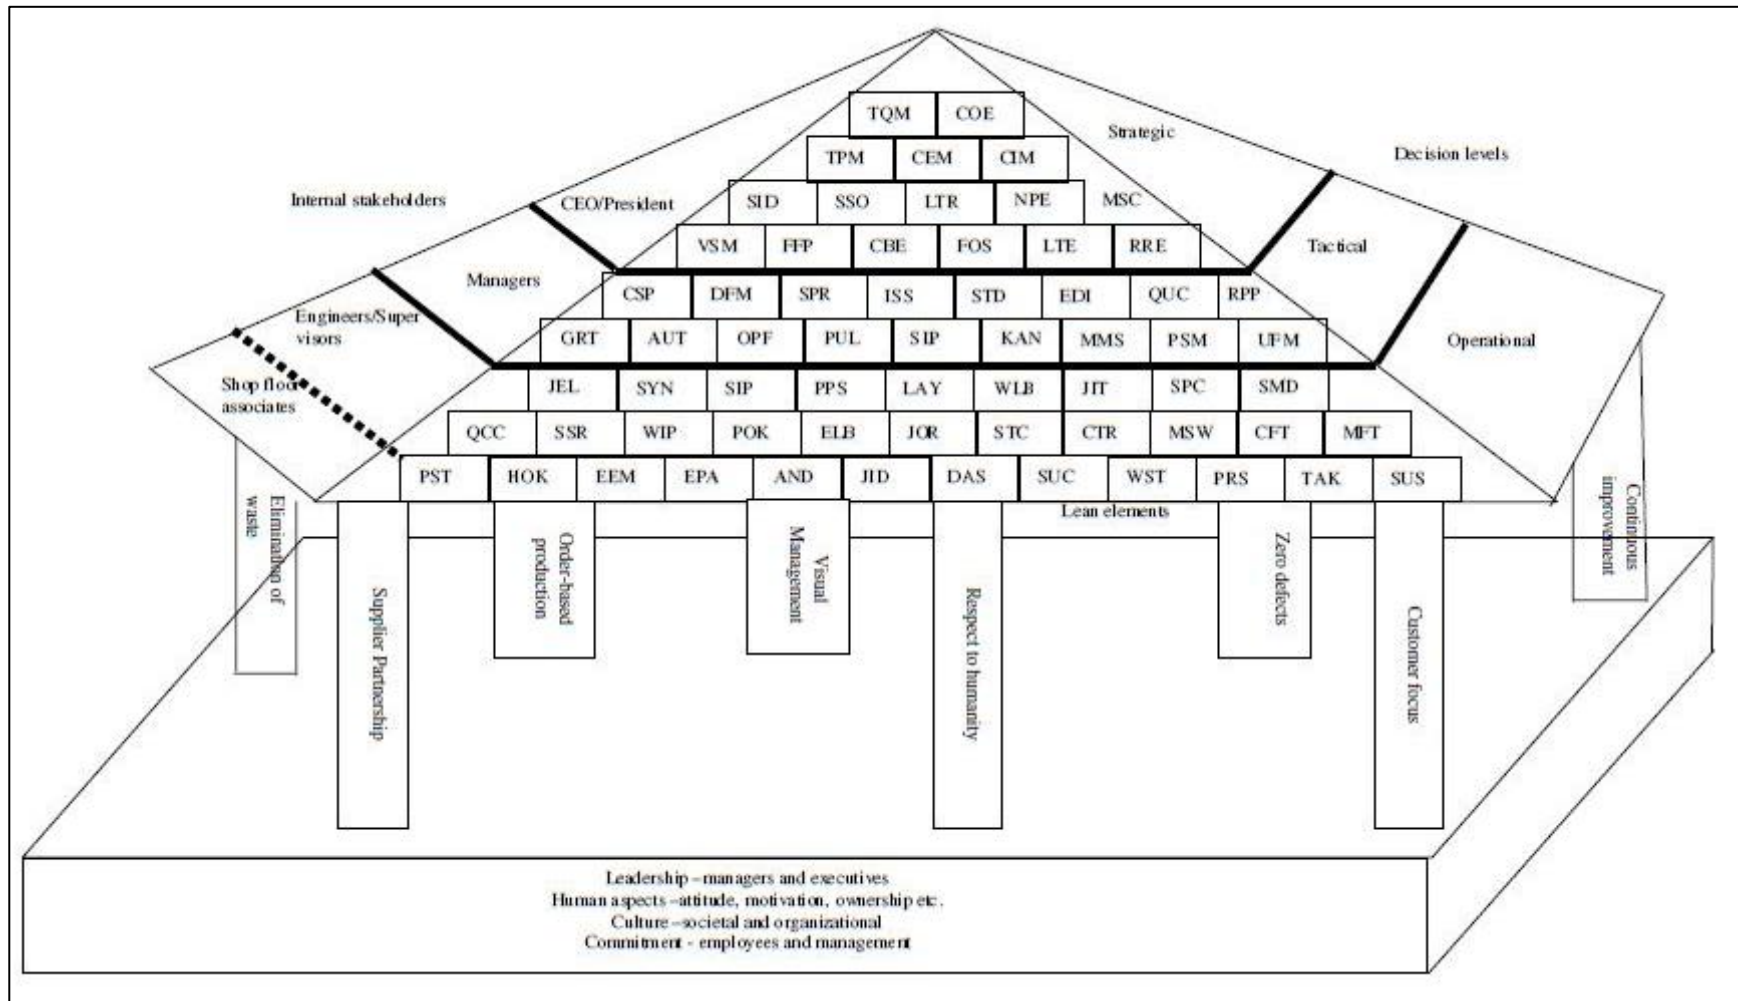 TQM COE
Strategic
TPM CEM CIM
Decision levels
Internal stakeholders
CEO/President
SID SSO LTR NPE MSC
VSM FFP CBE FOS LTE RRE
Tactical
Managers
CSP DFM SPR ISS STD EDI QUC RPP
Engineers/Super
visors
GRT AUT OPF PUL SIP KAN MMS PSM UFM
Operational
Shop floor
associates
JEL SYN SIP PPS LAY WLB JIT SPC SMD
QCC SSR WIP POK ELB JOR STC CTR MSW CFT MFT
PST HOK EEM EPA AND JID DAS SUC WST PRS TAK SUS
Lean elements
Elimination of
waste
Supplier Partnership
Order-based
production
Visual
Management
Respect to humanity
Zero defects
Customer focus
Continuous
improvement
Leadership –managers and executives
Human aspects –attitude, motivation, ownership etc.
Culture –societal and organizational
Commitment - employees and management